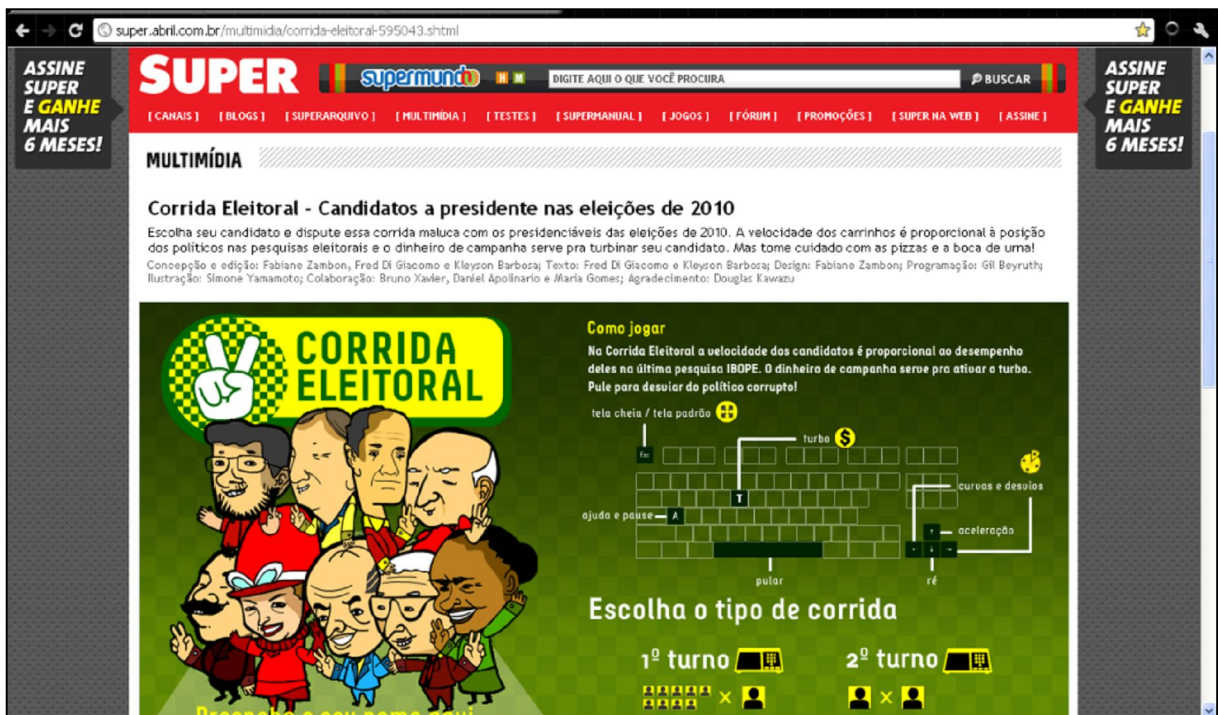 super.abril.com.br/multimidia/corrida-eleitoral-595043.shtml
ASSINE
SUPER
E GANHE
MAIS
6 MESES!
SUPER
supermundo
H M
DIGITE AQUI O QUE VOCÊ PROCURA
BUSCAR
ASSINE
SUPER
E GANHE
MAIS
6 MESES!
[ CANAIS ] [ BLOGS ] [ SUPERARQUIVO ] [ MULTIMÍDIA ] [ TESTES ] [ SUPERMANUAL ] [ JOGOS ] [ FÓRUM ] [ PROMOÇÕES ] [ SUPER NA WEB ] [ ASSINE ]
MULTIMÍDIA
Corrida Eleitoral - Candidatos a presidente nas eleições de 2010
Escolha seu candidato e dispute essa corrida maluca com os presidenciáveis das eleições de 2010. A velocidade dos carrinhos é proporcional à posição
dos políticos nas pesquisas eleitorais e o dinheiro de campanha serve pra turbinar seu candidato. Mas tome cuidado com as pizzas e a boca de urna!
Concepção e edição: Fabiane Zambon, Fred Di Giacomo e Kleyson Barbosa; Texto: Fred Di Giacomo e Kleyson Barbosa; Design: Fabiane Zambon; Programação: Gil Beyruth;
Ilustração: Simone Yamamoto; Colaboração: Bruno Xavier, Daniel Apolinario e Maria Gomes; Agradecimento: Douglas Kawazu
CORRIDA
ELEITORAL
Como jogar
Na Corrida Eleitoral a velocidade dos candidatos é proporcional ao desempenho
deles na última pesquisa IBOPE. O dinheiro de campanha serve pra ativar o turbo.
Pule para desviar do político corrupto!
tela cheia / tela padrão
turbo $
Esc
T
curvas e desvios
ajuda e pause
A
aceleração
pular
ré
Escolha o tipo de corrida
1º turno
2º turno
x
x
Preencha o seu nome aqui